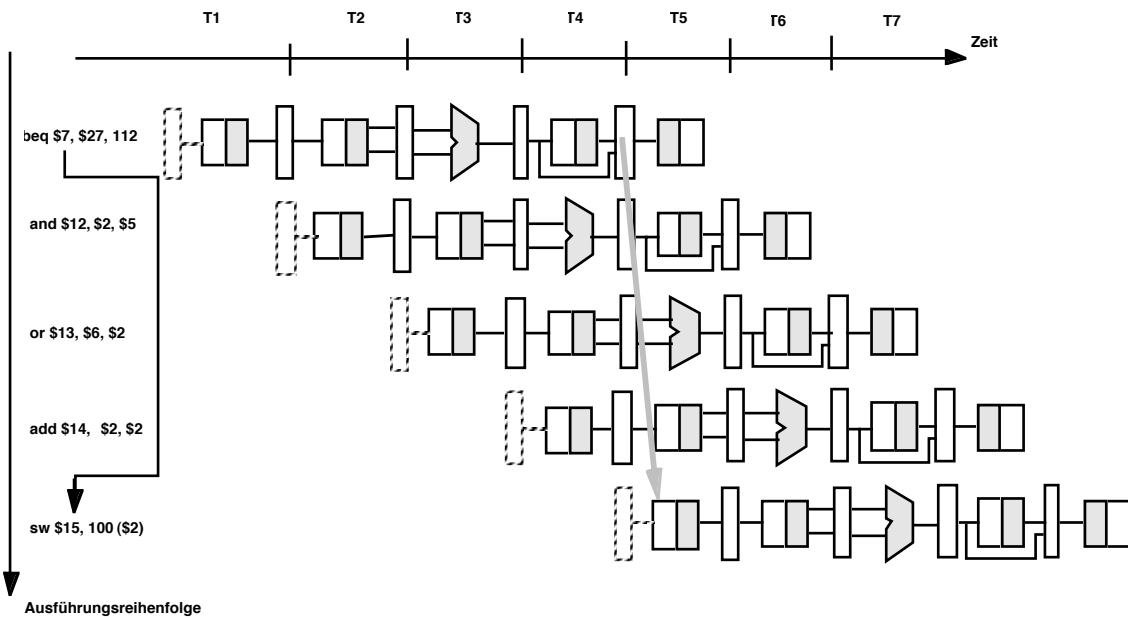 T1 T2 T3 T4 T5 T6 T7
Zeit
beq $7, $27, 112
and $12, $2, $5
or $13, $6, $2
add $14, $2, $2
sw $15, 100 ($2)
Ausführungsreihenfolge